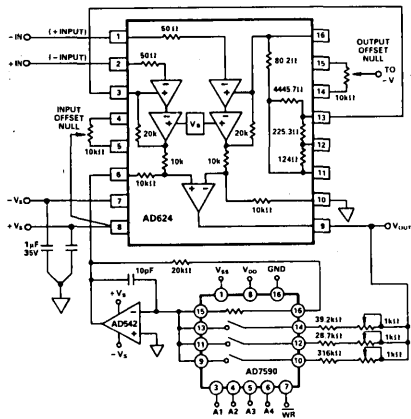 -IN (+INPUT) 1
50Ω
+IN (-INPUT) 2
50Ω
3
INPUT
OFFSET
NULL
4
10kΩ
5
6
10kΩ
-Vs 7
+Vs 8
1μF
35V
VB
20k
20k
10k
10k
10kΩ
AD624
80.2Ω
4445.7Ω
225.3Ω
124Ω
16
15
14
13
12
11
10
9
OUTPUT
OFFSET
NULL
TO
-V
10kΩ
VOUT
20kΩ
10pF
+Vs
AD542
-Vs
VSS VDD GND
1 8 16
15 16
13 14
11 12
9 10
39.2kΩ 1kΩ
28.7kΩ 1kΩ
316kΩ 1kΩ
AD7590
3 4 5 6 7
A1 A2 A3 A4 WR